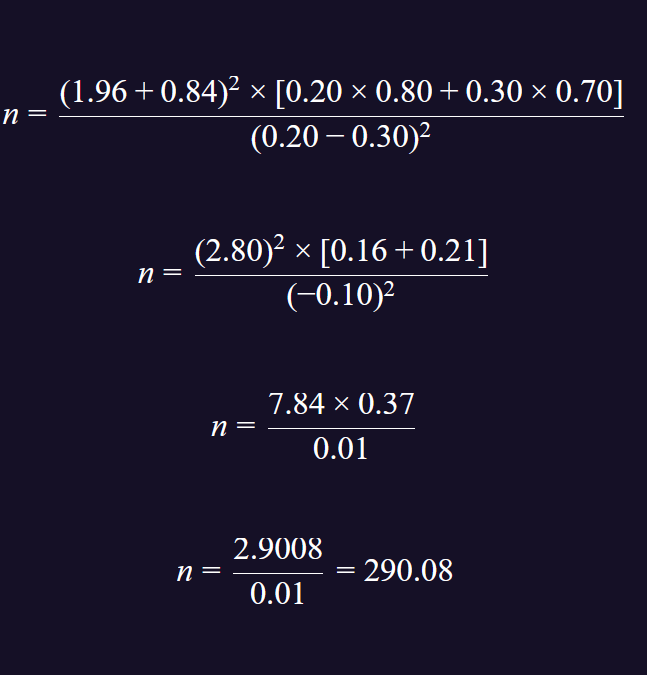 n = (1.96 + 0.84)² × [0.20 × 0.80 + 0.30 × 0.70] / (0.20 − 0.30)²
n = (2.80)² × [0.16 + 0.21] / (−0.10)²
n = 7.84 × 0.37 / 0.01
n = 2.9008 / 0.01 = 290.08